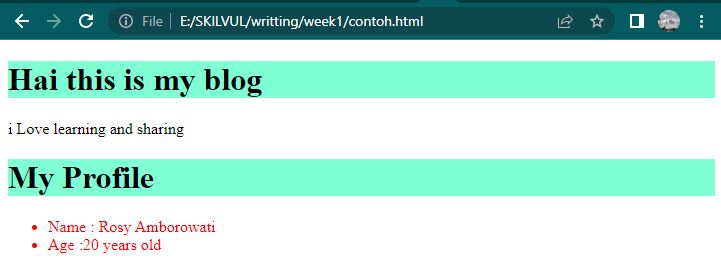 File | E:/SKILVUL/writting/week1/contoh.html
Hai this is my blog
i Love learning and sharing
My Profile
• Name : Rosy Amborowati
• Age :20 years old